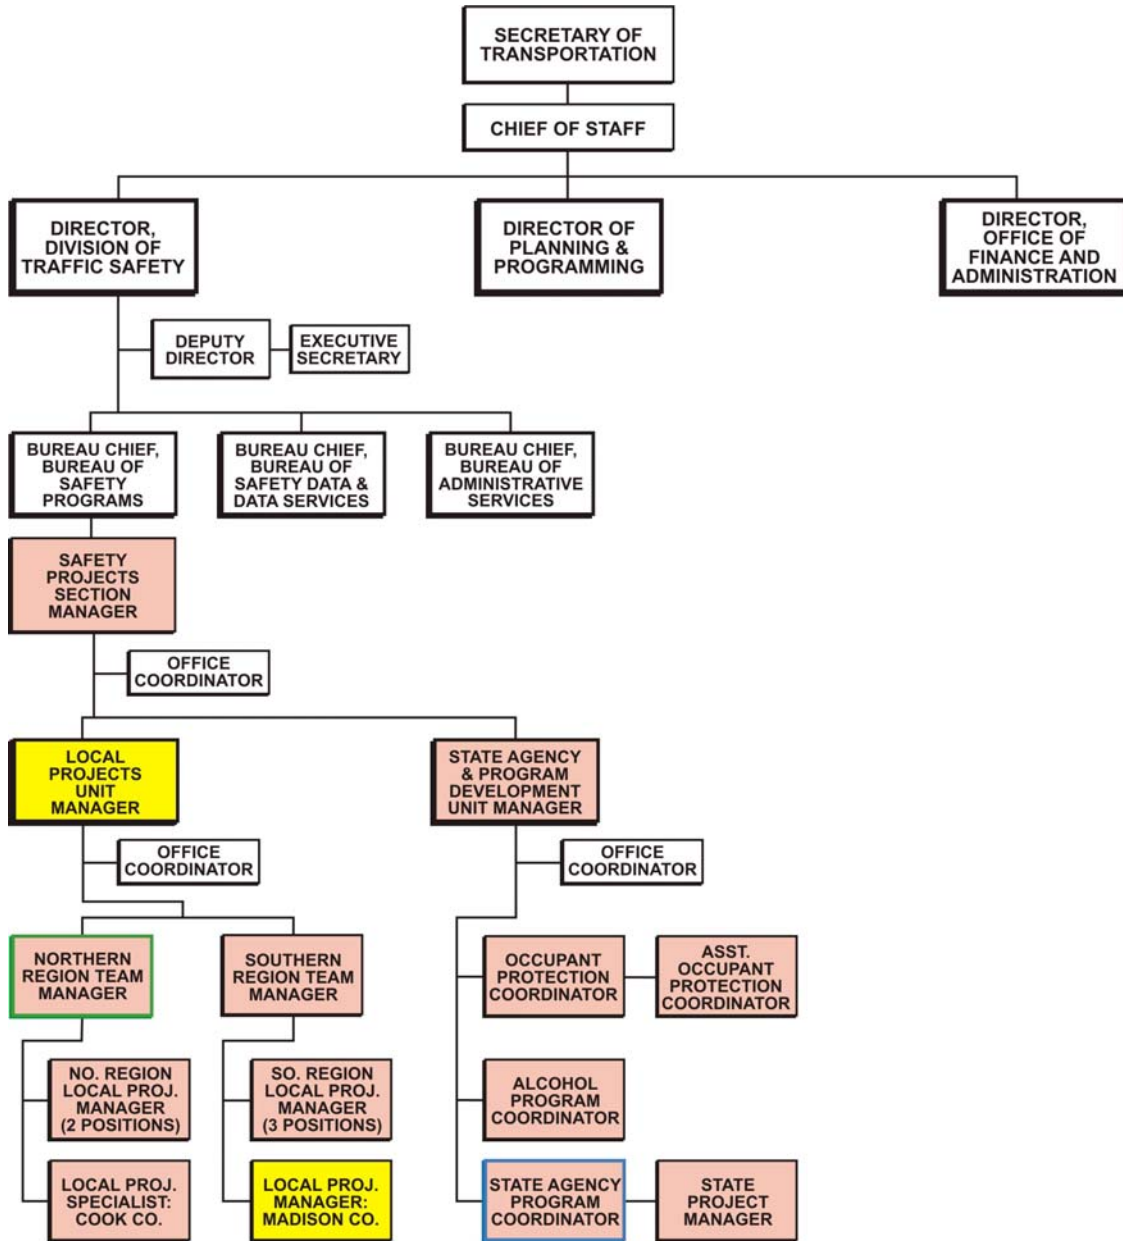 SECRETARY OF
TRANSPORTATION
CHIEF OF STAFF
DIRECTOR,
DIVISION OF
TRAFFIC SAFETY
DIRECTOR OF
PLANNING &
PROGRAMMING
DIRECTOR,
OFFICE OF
FINANCE AND
ADMINISTRATION
DEPUTY
DIRECTOR
EXECUTIVE
SECRETARY
BUREAU CHIEF,
BUREAU OF
SAFETY
PROGRAMS
BUREAU CHIEF,
BUREAU OF
SAFETY DATA &
DATA SERVICES
BUREAU CHIEF,
BUREAU OF
ADMINISTRATIVE
SERVICES
SAFETY
PROJECTS
SECTION
MANAGER
OFFICE
COORDINATOR
LOCAL
PROJECTS
UNIT
MANAGER
STATE AGENCY
& PROGRAM
DEVELOPMENT
UNIT MANAGER
OFFICE
COORDINATOR
OFFICE
COORDINATOR
NORTHERN
REGION TEAM
MANAGER
SOUTHERN
REGION TEAM
MANAGER
OCCUPANT
PROTECTION
COORDINATOR
ASST.
OCCUPANT
PROTECTION
COORDINATOR
NO. REGION
LOCAL PROJ.
MANAGER
(2 POSITIONS)
SO. REGION
LOCAL PROJ.
MANAGER
(3 POSITIONS)
ALCOHOL
PROGRAM
COORDINATOR
LOCAL PROJ.
SPECIALIST:
COOK CO.
LOCAL PROJ.
MANAGER:
MADISON CO.
STATE AGENCY
PROGRAM
COORDINATOR
STATE
PROJECT
MANAGER